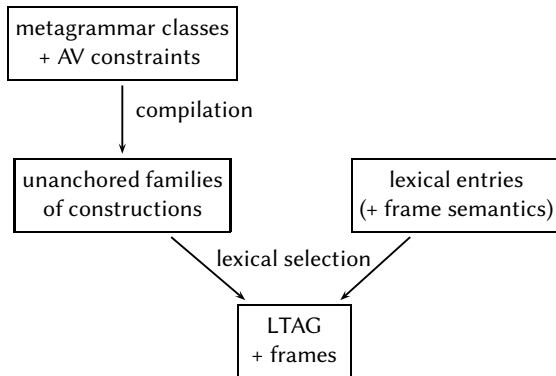 metagrammar classes
+ AV constraints
compilation
unanchored families
of constructions
lexical entries
(+ frame semantics)
lexical selection
LTAG
+ frames